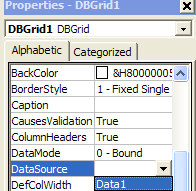 Properties - DBGrid1
DBGrid1 DBGrid
Alphabetic Categorized
BackColor &H80000005
BorderStyle 1 - Fixed Single
Caption
CausesValidation True
ColumnHeaders True
DataMode 0 - Bound
DataSource
DefColWidth Data1